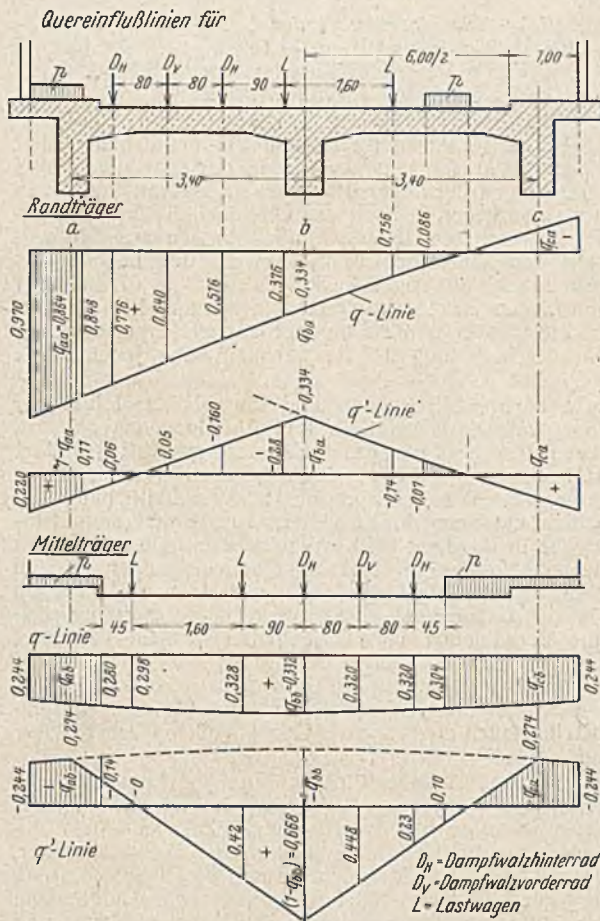 Quereinflußlinien für
6,00/2 1,00
p D_H D_V D_H L L p
80 80 90 1,60
3,40 3,40
Randträger
a b c
0,970
q_aa=0,864
0,848
0,776
+
0,640
0,516
0,376
0,334
q_ba
0,156
0,086
q_ca
-
q-Linie
-0,334
q'-Linie
0,220
+
1-q_aa
0,11
0,06
0,05
-0,160
-
-0,28
-q_ba
-0,14
-0,07
q_ca
+
Mittelträger
p L L D_H D_V D_H p
45 1,60 90 80 80 45
q-Linie
0,244
q_ab
0,274
0,280
0,298
0,328
+
q_bb=0,312
0,320
0,320
0,304
q_cb
0,274
0,244
-0,244
-
q_ab
-0,14
-0
0,42
+
-q_bb
(1-q_bb)=0,668
0,448
0,23
0,10
-0,244
q'-Linie
D_H=Dampfwalzhinterrad
D_V=Dampfwalzvorderrad
L=Lastwagen